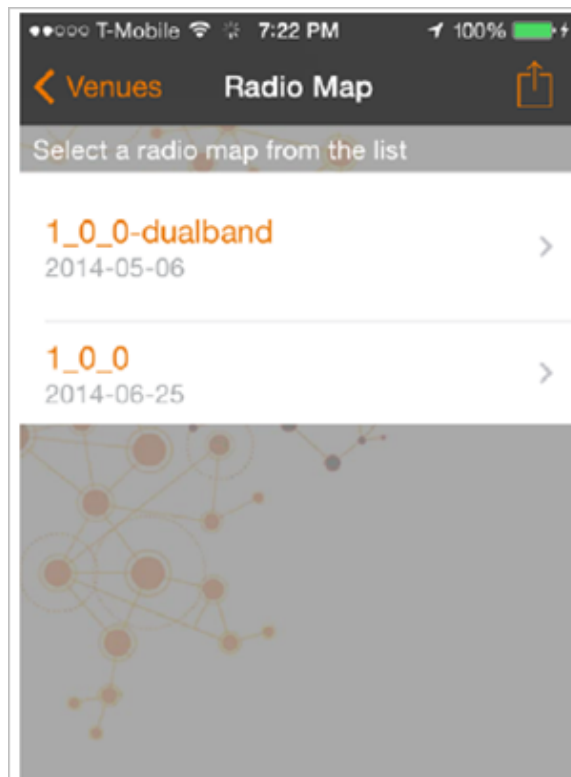 T-Mobile 7:22 PM 100%
Venues Radio Map
Select a radio map from the list
1_0_0-dualband
2014-05-06
1_0_0
2014-06-25